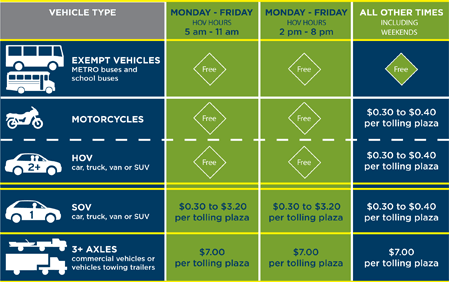 VEHICLE TYPE
MONDAY - FRIDAY
HOV HOURS
5 am - 11 am
MONDAY - FRIDAY
HOV HOURS
2 pm - 8 pm
ALL OTHER TIMES
INCLUDING
WEEKENDS
EXEMPT VEHICLES
METRO buses and
school buses
Free
Free
Free
MOTORCYCLES
Free
Free
$0.30 to $0.40
per tolling plaza
2+
HOV
car, truck, van or SUV
Free
Free
$0.30 to $0.40
per tolling plaza
1
SOV
car, truck, van or SUV
$0.30 to $3.20
per tolling plaza
$0.30 to $3.20
per tolling plaza
$0.30 to $0.40
per tolling plaza
3+ AXLES
commercial vehicles or
vehicles towing trailers
$7.00
per tolling plaza
$7.00
per tolling plaza
$7.00
per tolling plaza